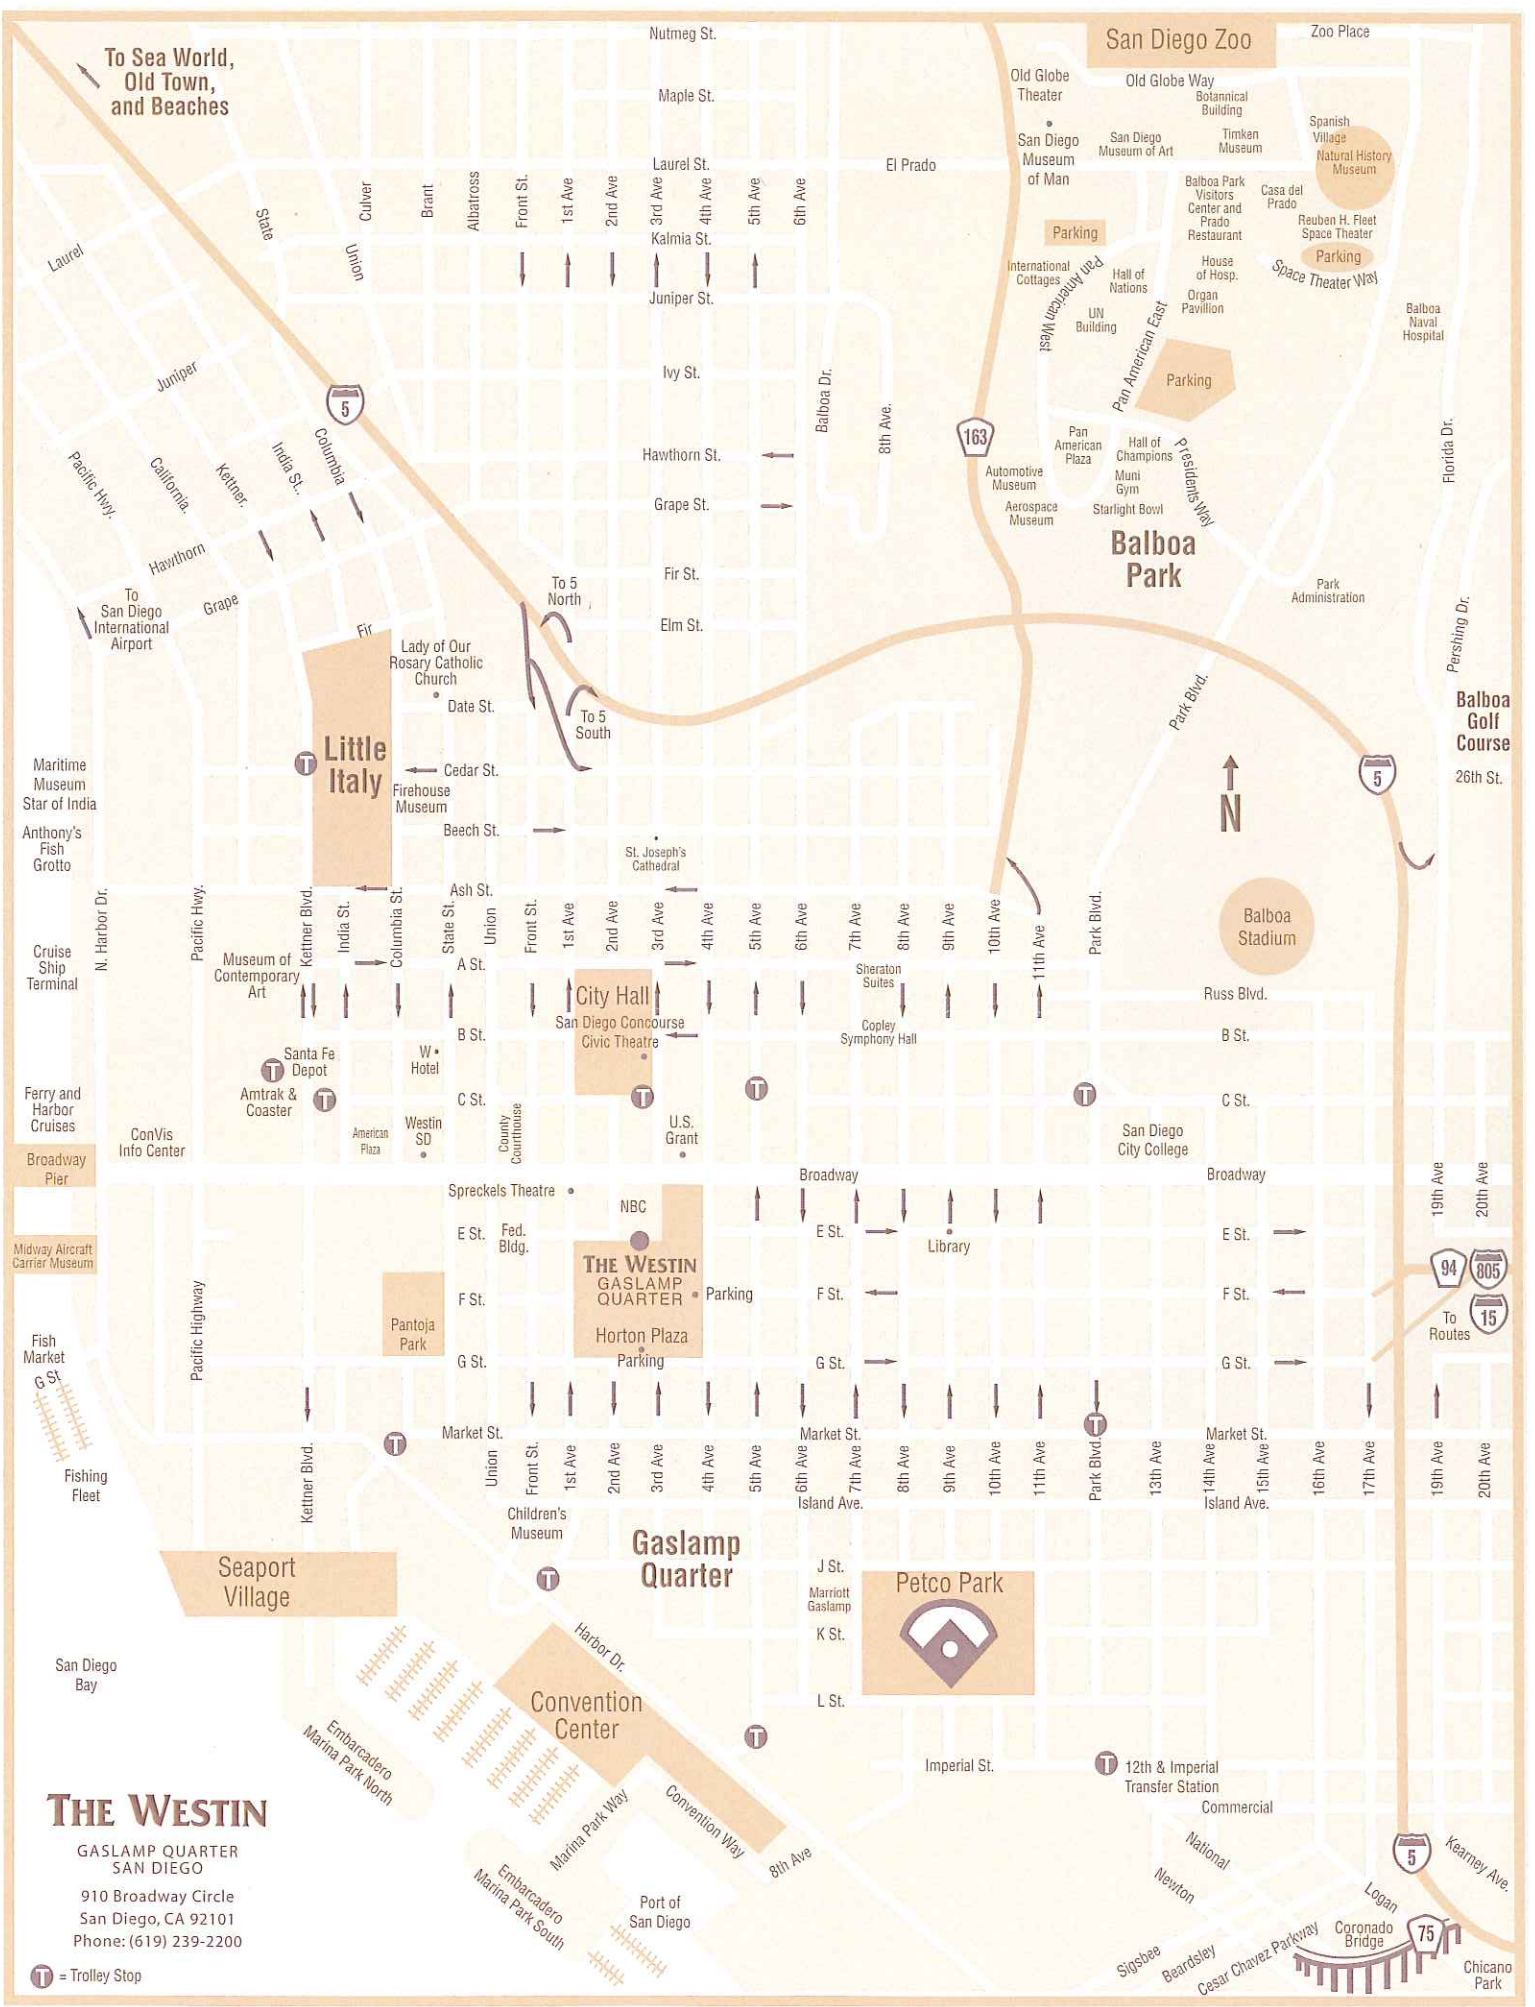 To Sea World,
Old Town,
and Beaches
Nutmeg St.
Maple St.
Laurel St.
El Prado
San Diego Zoo
Zoo Place
Old Globe Way
Old Globe
Theater
San Diego
Museum
of Man
San Diego
Museum of Art
Botannical
Building
Timken
Museum
Spanish
Village
Natural History
Museum
Balboa Park
Visitors
Center and
Prado
Restaurant
Casa del
Prado
Reuben H. Fleet
Space Theater
Parking
Space Theater Way
Parking
International
Cottages
Pan American West
Hall of
Nations
House
of Hosp.
Organ
Pavillion
UN
Building
Pan American East
Parking
Balboa
Naval
Hospital
State
Culver
Union
Brant
Albatross
Front St.
1st Ave
2nd Ave
3rd Ave
4th Ave
5th Ave
6th Ave
Kalmia St.
Juniper St.
Ivy St.
Hawthorn St.
Grape St.
Fir St.
Elm St.
Balboa Dr.
8th Ave.
163
Laurel
Juniper
5
Pacific Hwy.
California.
Kettner.
India St..
Columbia
Hawthorn
Grape
Fir
To
San Diego
International
Airport
Pan
American
Plaza
Hall of
Champions
Muni
Gym
Automotive
Museum
Aerospace
Museum
Starlight Bowl
Presidents Way
Balboa
Park
Park
Administration
Florida Dr.
Pershing Dr.
Park Blvd.
Balboa
Golf
Course
26th St.
5
N
To 5
North
To 5
South
Lady of Our
Rosary Catholic
Church
Date St.
Cedar St.
Little
Italy
T
Firehouse
Museum
Beech St.
St. Joseph's
Cathedral
Ash St.
Maritime
Museum
Star of India
Anthony's
Fish
Grotto
Cruise
Ship
Terminal
N. Harbor Dr.
Pacific Hwy.
Kettner Blvd.
India St.
Columbia St.
State St.
Union
Front St.
1st Ave
2nd Ave
3rd Ave
4th Ave
5th Ave
6th Ave
7th Ave
8th Ave
9th Ave
10th Ave
11th Ave
Park Blvd.
Balboa
Stadium
Museum of
Contemporary
Art
A St.
City Hall
San Diego Concourse
Civic Theatre
Sheraton
Suites
Copley
Symphony Hall
Russ Blvd.
B St.
B St.
Santa Fe
Depot
T
Amtrak &
Coaster
T
W
Hotel
C St.
T
T
T
C St.
Ferry and
Harbor
Cruises
ConVis
Info Center
American
Plaza
Westin
SD
County
Courthouse
U.S.
Grant
San Diego
City College
Broadway
Pier
Broadway
Broadway
19th Ave
20th Ave
Spreckels Theatre
NBC
E St.
Fed.
Bldg.
E St.
Library
E St.
Midway Aircraft
Carrier Museum
THE WESTIN
GASLAMP
QUARTER
Parking
F St.
F St.
F St.
94
805
15
To
Routes
Pacific Highway
Pantoja
Park
Horton Plaza
Parking
G St.
G St.
G St.
Fish
Market
G St
Fishing
Fleet
T
Market St.
Market St.
T
Market St.
Kettner Blvd.
Union
Front St.
1st Ave
2nd Ave
3rd Ave
4th Ave
5th Ave
6th Ave
7th Ave
8th Ave
9th Ave
10th Ave
11th Ave
Park Blvd.
13th Ave
14th Ave
15th Ave
16th Ave
17th Ave
19th Ave
20th Ave
Island Ave.
Island Ave.
Children's
Museum
T
Gaslamp
Quarter
J St.
Marriott
Gaslamp
K St.
L St.
Petco Park
Seaport
Village
San Diego
Bay
Harbor Dr.
Convention
Center
T
Imperial St.
T
12th & Imperial
Transfer Station
Commercial
National
Newton
Logan
5
Kearney Ave.
Embarcadero
Marina Park North
Marina Park Way
Convention Way
8th Ave
Embarcadero
Marina Park South
Port of
San Diego
Sigsbee
Beardsley
Cesar Chavez Parkway
Coronado
Bridge
75
Chicano
Park
THE WESTIN
GASLAMP QUARTER
SAN DIEGO
910 Broadway Circle
San Diego, CA 92101
Phone: (619) 239-2200
T = Trolley Stop